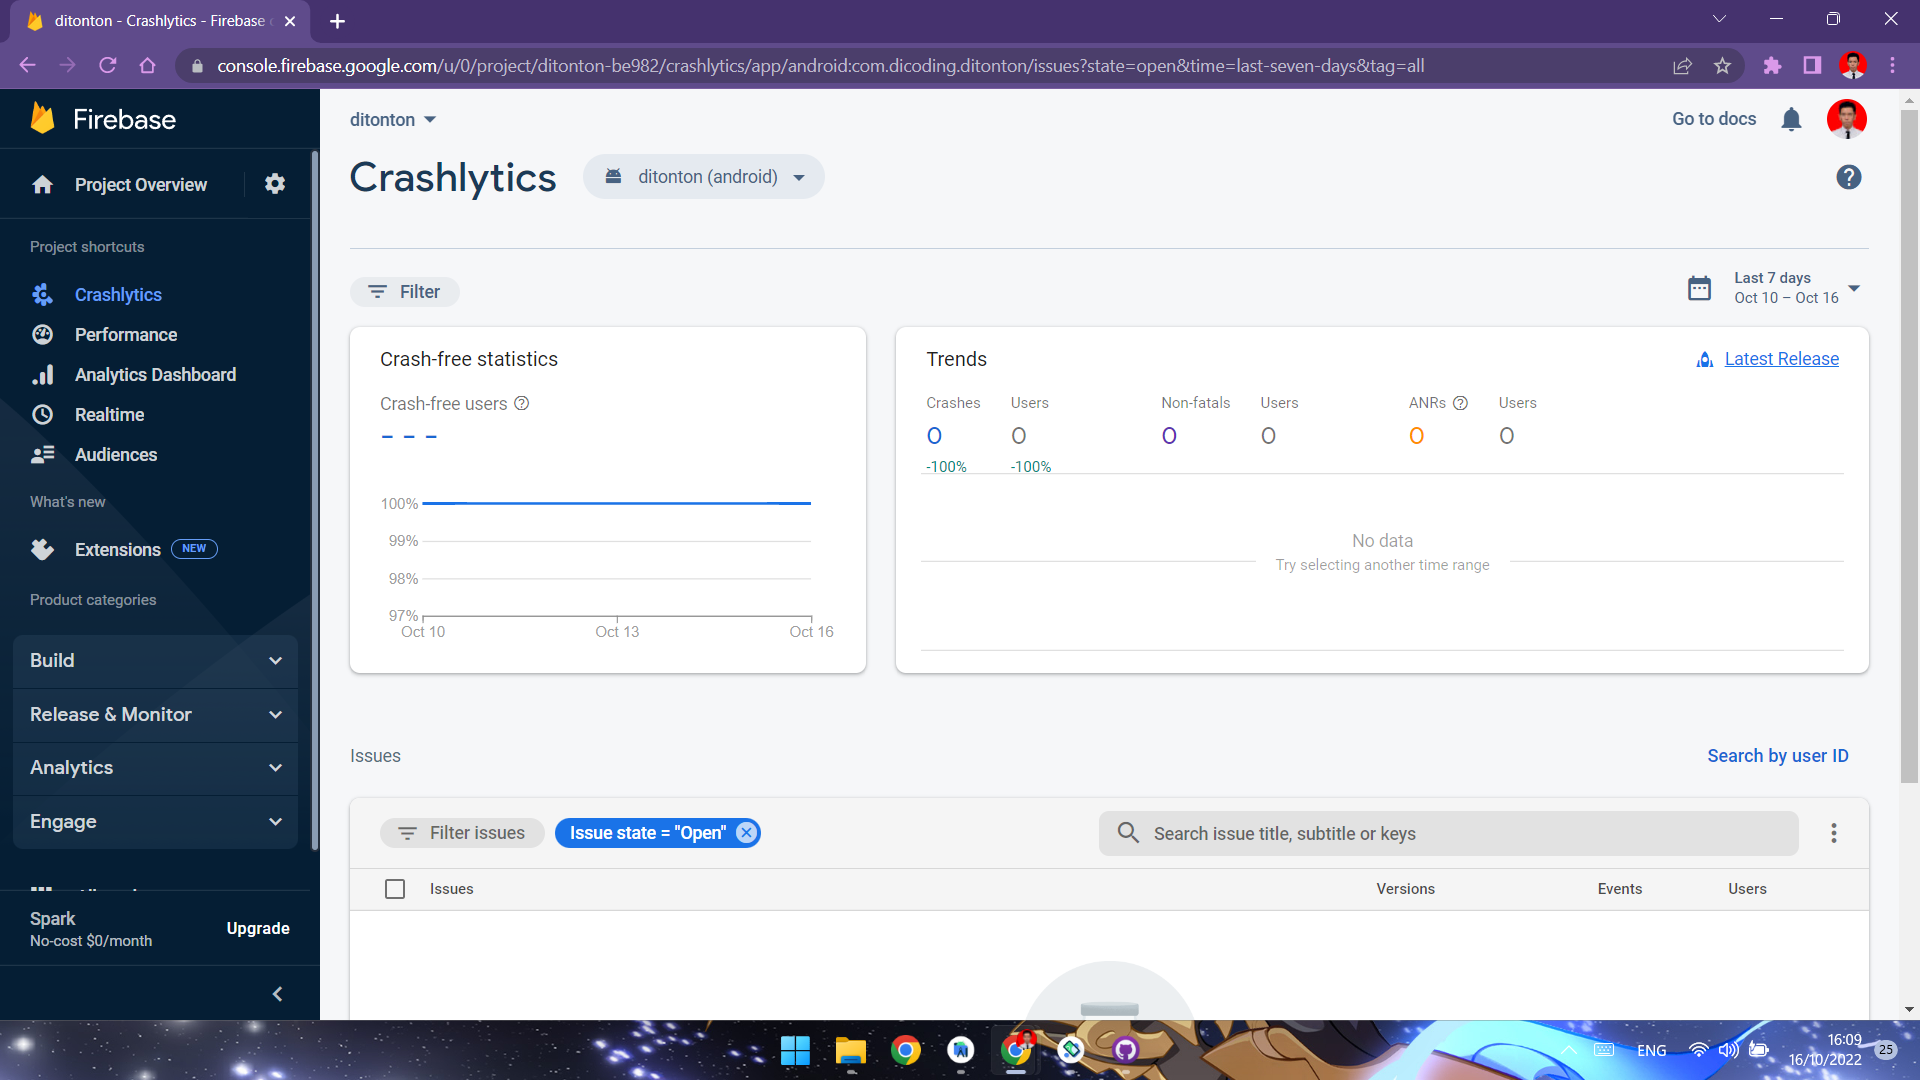 ditonton - Crashlytics - Firebase
console.firebase.google.com/u/0/project/ditonton-be982/crashlytics/app/android:com.dicoding.ditonton/issues?state=open&time=last-seven-days&tag=all
Firebase
Project Overview
Project shortcuts
Crashlytics
Performance
Analytics Dashboard
Realtime
Audiences
What's new
Extensions NEW
Product categories
Build
Release & Monitor
Analytics
Engage
Spark
No-cost $0/month
Upgrade
ditonton
Go to docs
Crashlytics
ditonton (android)
Filter
Last 7 days
Oct 10 – Oct 16
Crash-free statistics
Crash-free users
- - -
100%
99%
98%
97%
Oct 10 Oct 13 Oct 16
Trends
Latest Release
Crashes Users Non-fatals Users ANRs Users
0 0 0 0 0 0
-100% -100%
No data
Try selecting another time range
Issues
Search by user ID
Filter issues
Issue state = "Open"
Search issue title, subtitle or keys
Issues Versions Events Users
ENG
16:09
16/10/2022
25